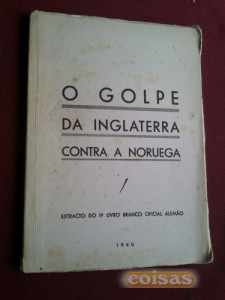 O GOLPE
DA INGLATERRA
CONTRA A NORUEGA
EXTRACTO DO IV LIVRO BRANCO OFICIAL ALEMÃO
1940
coisas